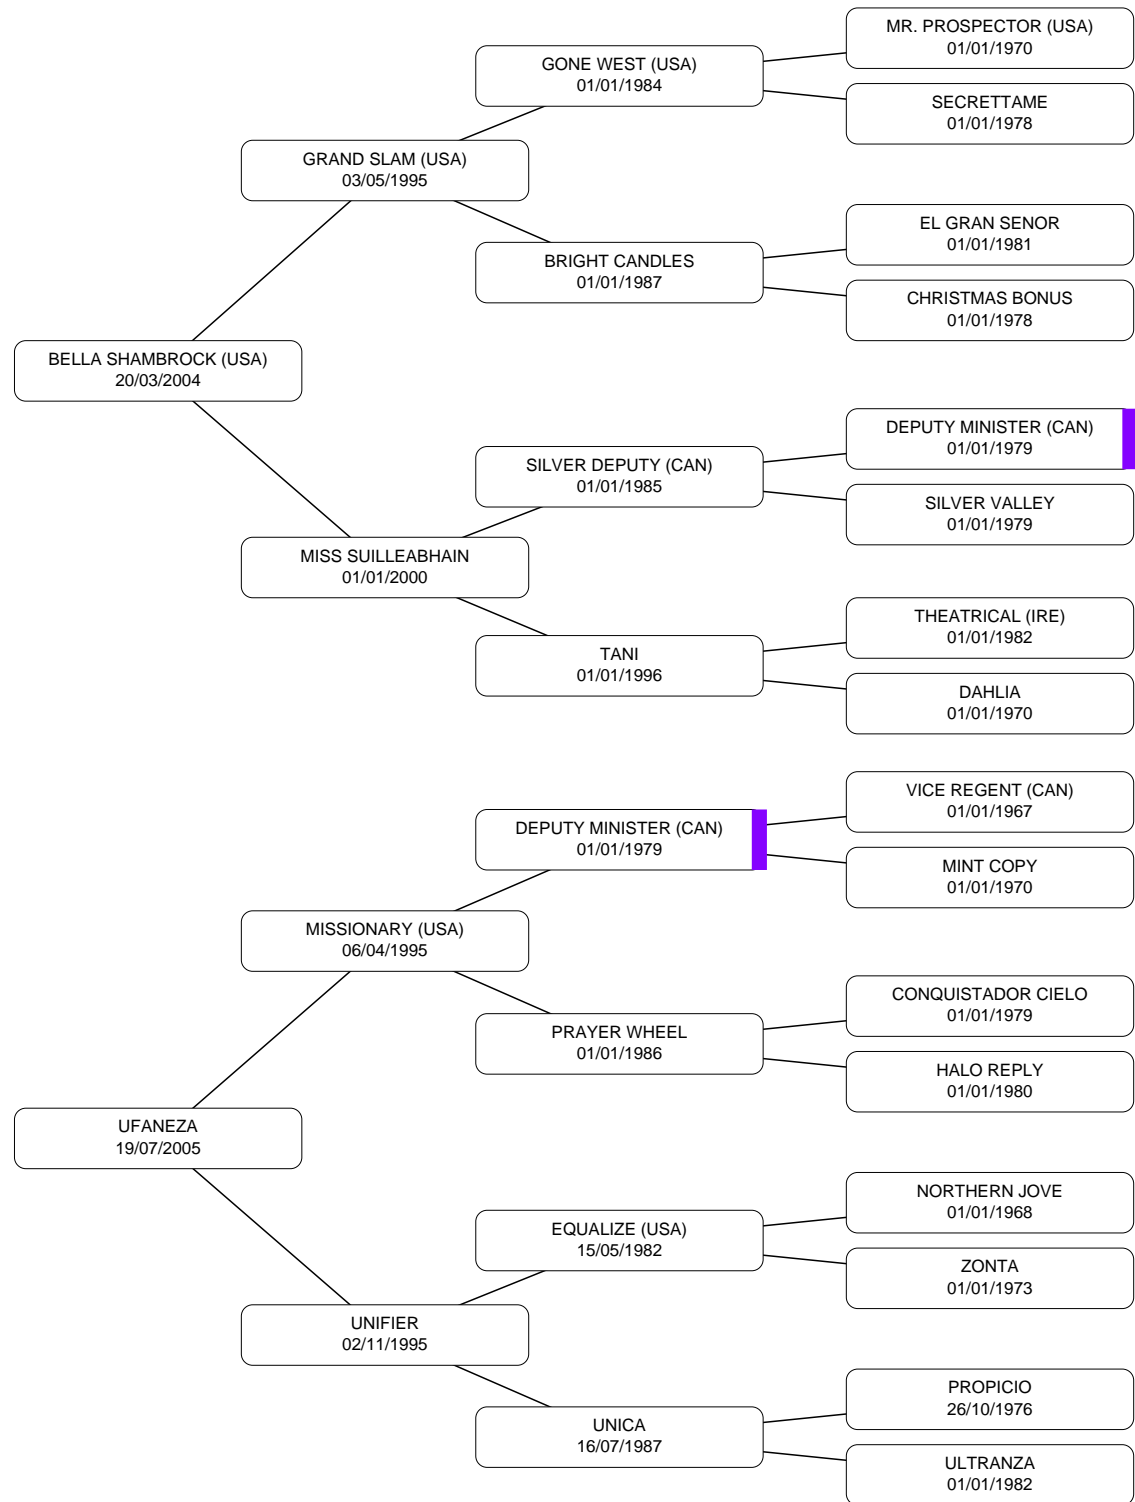 MR. PROSPECTOR (USA)
01/01/1970
GONE WEST (USA)
01/01/1984
SECRETTAME
01/01/1978
GRAND SLAM (USA)
03/05/1995
EL GRAN SENOR
01/01/1981
BRIGHT CANDLES
01/01/1987
CHRISTMAS BONUS
01/01/1978
BELLA SHAMBROCK (USA)
20/03/2004
DEPUTY MINISTER (CAN)
01/01/1979
SILVER DEPUTY (CAN)
01/01/1985
SILVER VALLEY
01/01/1979
MISS SUILLEABHAIN
01/01/2000
THEATRICAL (IRE)
01/01/1982
TANI
01/01/1996
DAHLIA
01/01/1970
VICE REGENT (CAN)
01/01/1967
DEPUTY MINISTER (CAN)
01/01/1979
MINT COPY
01/01/1970
MISSIONARY (USA)
06/04/1995
CONQUISTADOR CIELO
01/01/1979
PRAYER WHEEL
01/01/1986
HALO REPLY
01/01/1980
UFANEZA
19/07/2005
NORTHERN JOVE
01/01/1968
EQUALIZE (USA)
15/05/1982
ZONTA
01/01/1973
UNIFIER
02/11/1995
PROPICIO
26/10/1976
UNICA
16/07/1987
ULTRANZA
01/01/1982